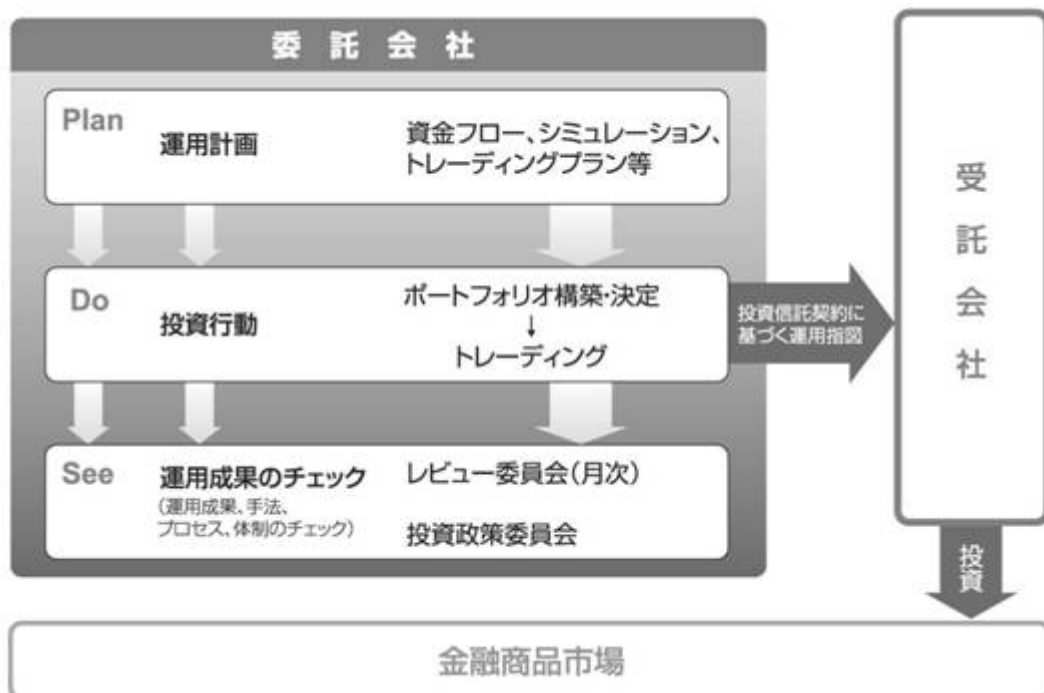 委託会社
Plan
運用計画
資金フロー、シミュレーション、
トレーディングプラン等
Do
投資行動
ポートフォリオ構築・決定
↓
トレーディング
投資信託契約に
基づく運用指図
See
運用成果のチェック
（運用成果、手法、
プロセス、体制のチェック）
レビュー委員会（月次）
投資政策委員会
受託会社
投資
金融商品市場